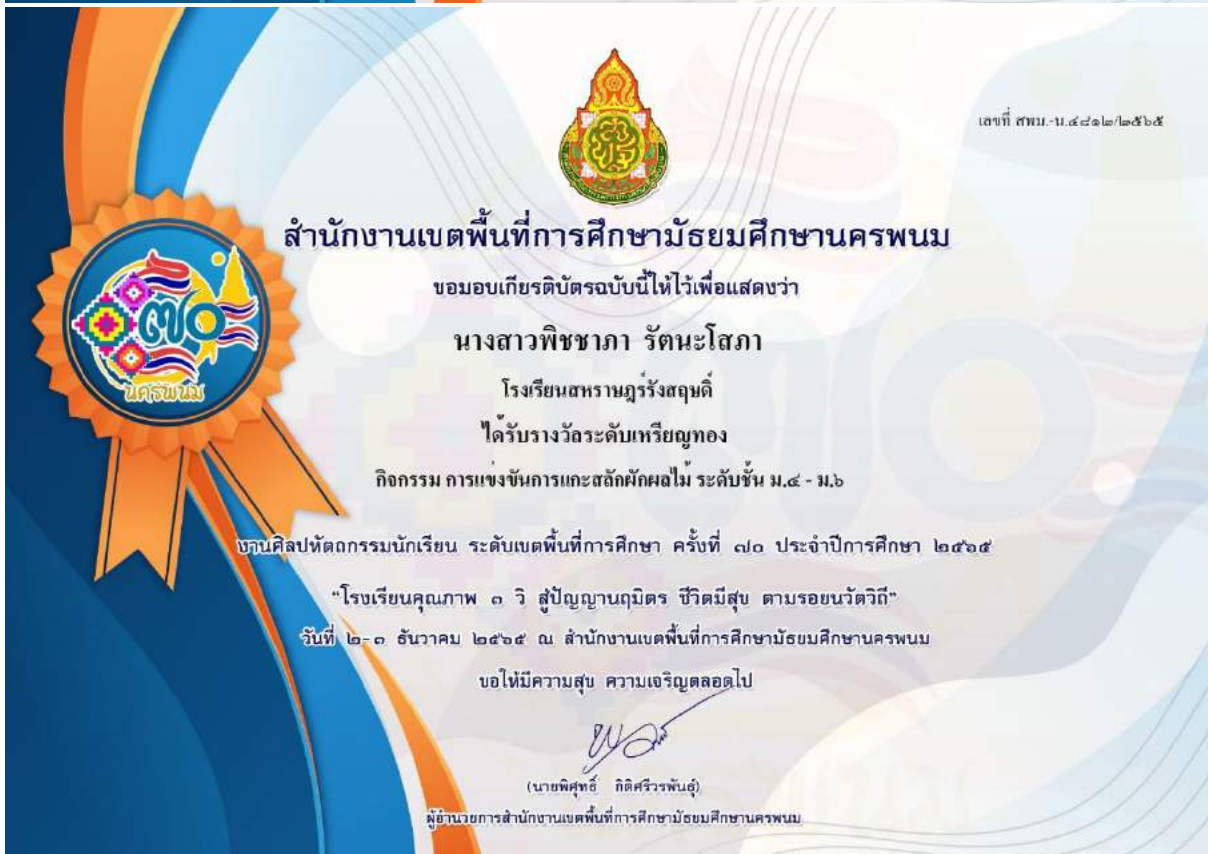 เลขที่ สพม.-น.๔๘๑๒/๒๕๖๕
สำนักงานเขตพื้นที่การศึกษามัธยมศึกษานครพนม
ขอมอบเกียรติบัตรฉบับนี้ให้ไว้เพื่อแสดงว่า
นางสาวพิชชาภา รัตนะโสภา
โรงเรียนสหราษฎร์รังสฤษดิ์
ได้รับรางวัลระดับเหรียญทอง
กิจกรรม การแข่งขันการแกะสลักผักผลไม้ ระดับชั้น ม.๔ - ม.๖
๗๐
นครพนม
งานศิลปหัตถกรรมนักเรียน ระดับเขตพื้นที่การศึกษา ครั้งที่ ๗๐ ประจำปีการศึกษา ๒๕๖๕
"โรงเรียนคุณภาพ ๓ วิ สู่ปัญญานฤมิตร ชีวิตมีสุข ตามรอยนวัตวิถี"
วันที่ ๒-๓ ธันวาคม ๒๕๖๕ ณ สำนักงานเขตพื้นที่การศึกษามัธยมศึกษานครพนม
ขอให้มีความสุข ความเจริญตลอดไป
(นายพิศุทธิ์ กิติศรีวรพันธุ์)
ผู้อำนวยการสำนักงานเขตพื้นที่การศึกษามัธยมศึกษานครพนม